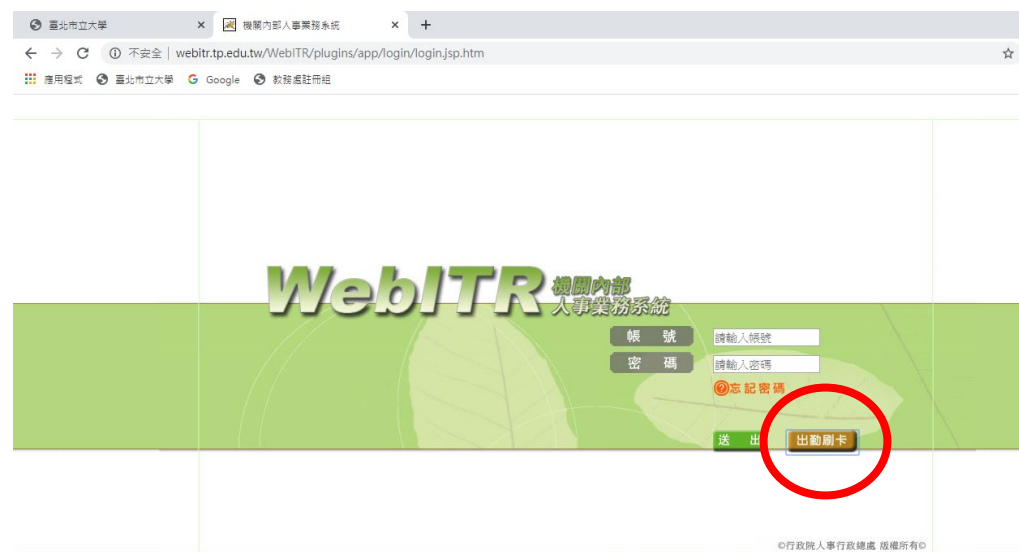 臺北市立大學
機關內部人事業務系統
不安全 | webitr.tp.edu.tw/WebITR/plugins/app/login/login.jsp.htm
應用程式 臺北市立大學 G Google 教務處註冊組
WebITR 機關內部
人事業務系統
帳 號 請輸入帳號
密 碼 請輸入密碼
忘記密碼
送 出 出勤刷卡
©行政院人事行政總處 版權所有©